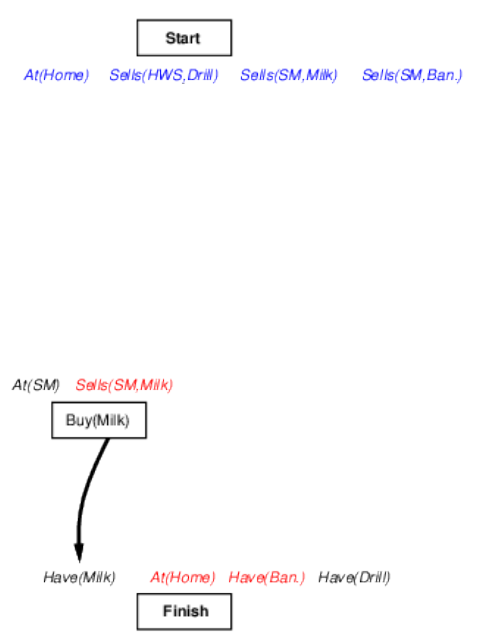 Start
At(Home) Sells(HWS,Drill) Sells(SM,Milk) Sells(SM,Ban.)
At(SM) Sells(SM,Milk)
Buy(Milk)
Have(Milk) At(Home) Have(Ban.) Have(Drill)
Finish